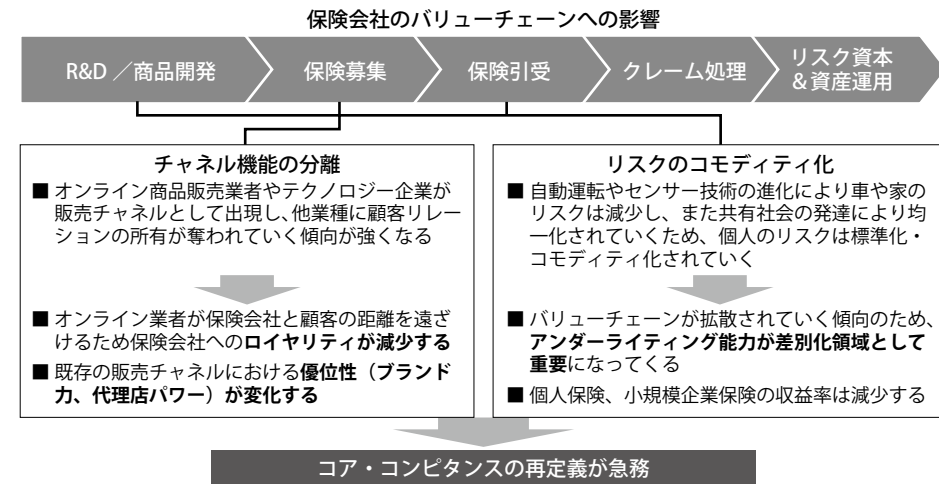 保険会社のバリューチェーンへの影響
R&D ／商品開発
保険募集
保険引受
クレーム処理
リスク資本
＆資産運用
チャネル機能の分離
■ オンライン商品販売業者やテクノロジー企業が
販売チャネルとして出現し、他業種に顧客リレー
ションの所有が奪われていく傾向が強くなる
■ オンライン業者が保険会社と顧客の距離を遠ざ
けるため保険会社へのロイヤリティが減少する
■ 既存の販売チャネルにおける優位性（ブランド
力、代理店パワー）が変化する
リスクのコモディティ化
■ 自動運転やセンサー技術の進化により車や家の
リスクは減少し、また共有社会の発達により均
一化されていくため、個人のリスクは標準化・
コモディティ化されていく
■ バリューチェーンが拡散されていく傾向のため、
アンダーライティング能力が差別化領域として
重要になってくる
■ 個人保険、小規模企業保険の収益率は減少する
コア・コンピタンスの再定義が急務